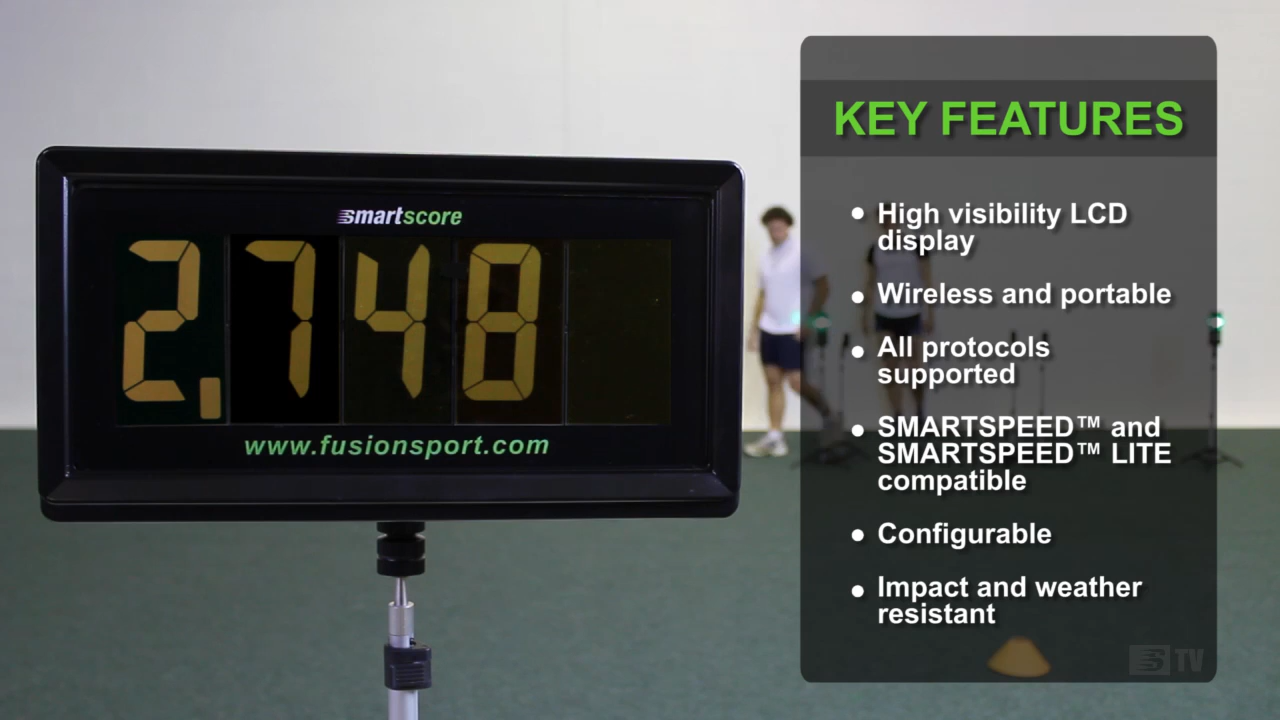 smartscore
2.748
www.fusionsport.com
KEY FEATURES
• High visibility LCD
display
• Wireless and portable
• All protocols
supported
• SMARTSPEED™ and
SMARTSPEED™ LITE
compatible
• Configurable
• Impact and weather
resistant
S TV